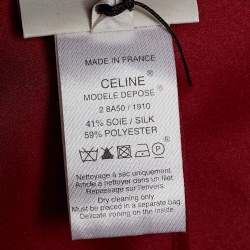 MADE IN FRANCE
CELINE®
MODELE DEPOSE®
2 8A50 / 1910
41% SOIE / SILK
59% POLYESTER
Nettoyage à sec uniquement
Article à nettoyer dans un filet
Repassage sur l'envers.
Dry cleaning only
Must be placed in a separate bag.
Delicate ironing on the inside